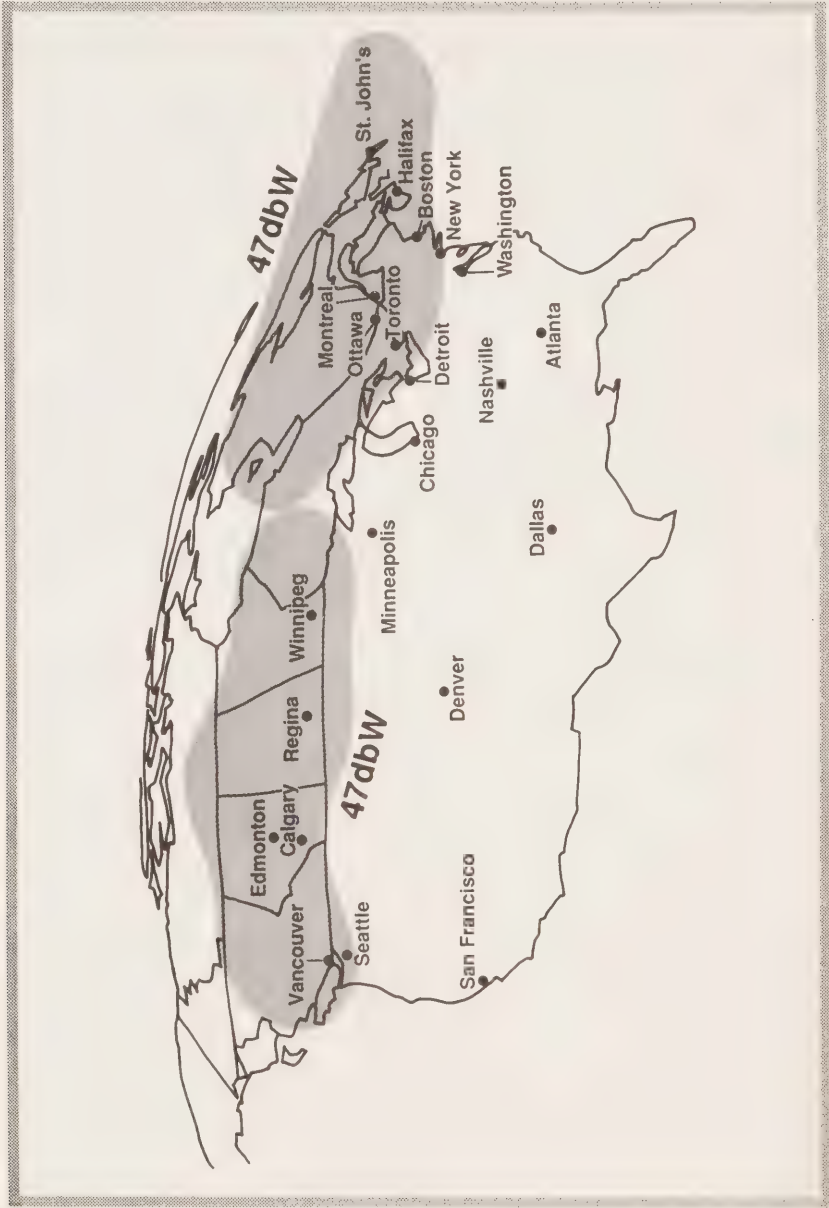 47dbW
St. John's
Halifax
Boston
New York
Washington
Montreal
Ottawa
Toronto
Detroit
Chicago
Nashville
Atlanta
Minneapolis
Dallas
Winnipeg
Regina
Denver
47dbW
Edmonton
Calgary
Vancouver
Seattle
San Francisco